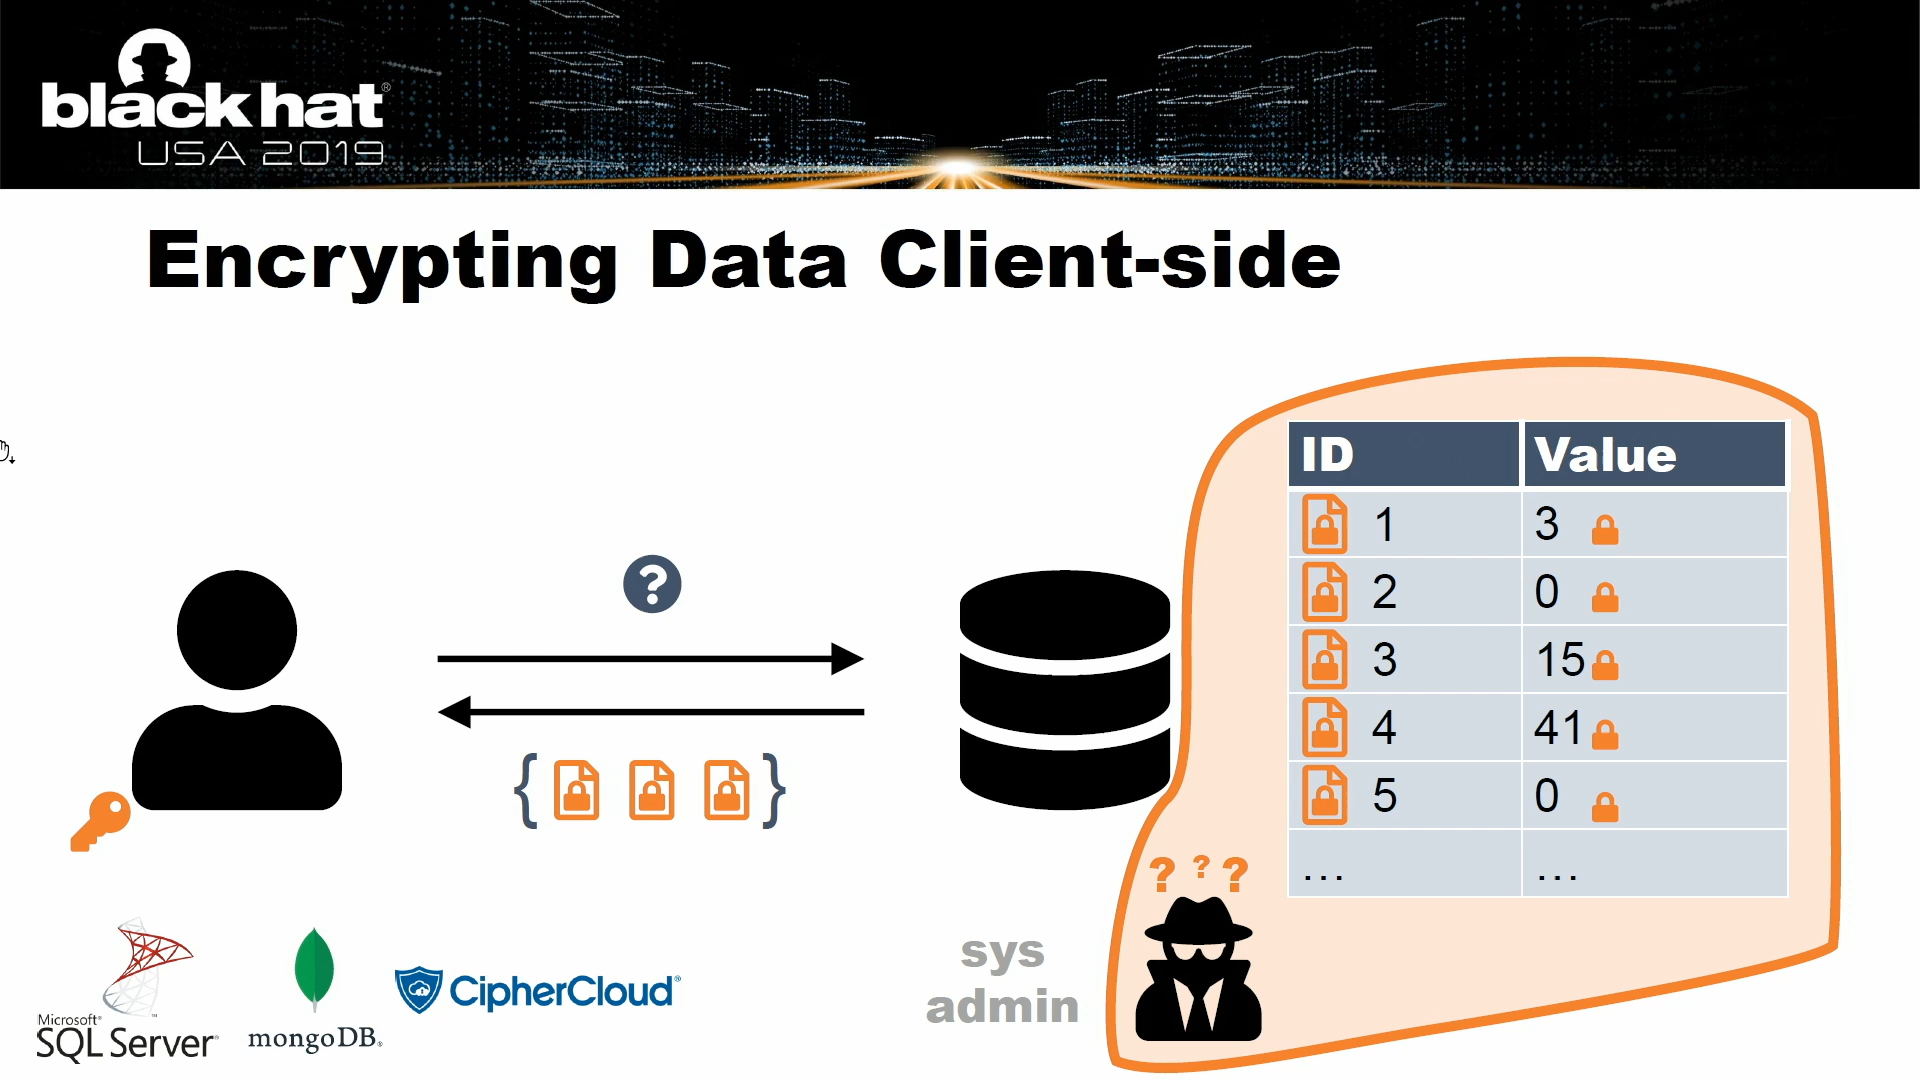 black hat®
USA 2019
Encrypting Data Client-side
ID Value
1 3
2 0
3 15
4 41
5 0
... ...
?
{ }
? ? ?
sys
admin
Microsoft®
SQL Server®
mongoDB®
CipherCloud®